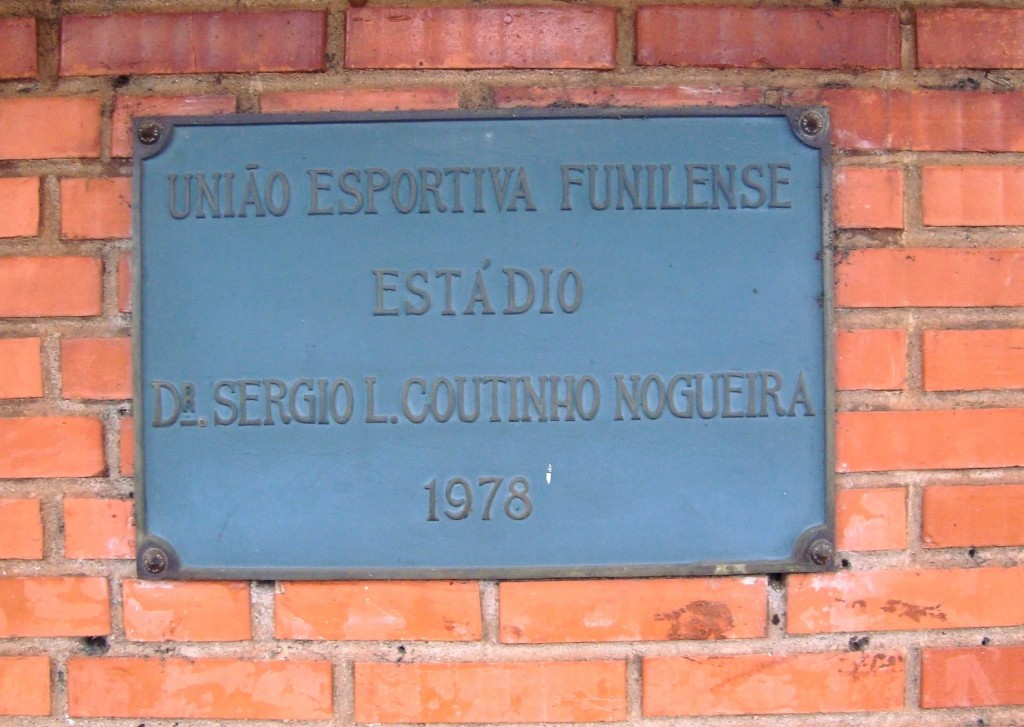 UNIÃO ESPORTIVA FUNILENSE
ESTÁDIO
DR. SERGIO L. COUTINHO NOGUEIRA
1978